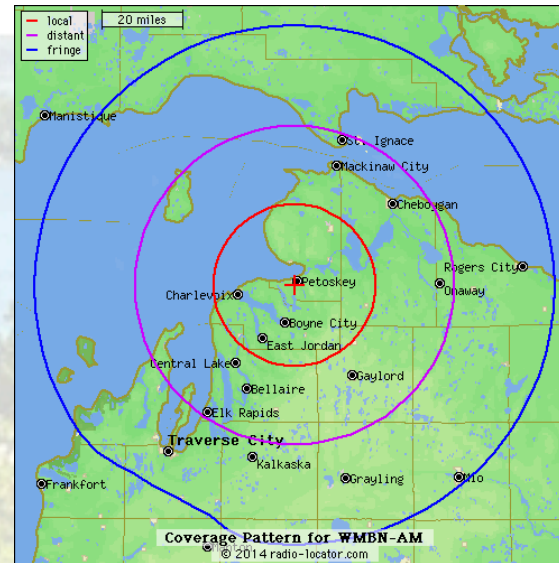 local
distant
fringe
20 miles
Manistique
St. Ignace
Mackinaw City
Cheboygan
Rogers City
Petoskey
Onaway
Charlevoix
Boyne City
East Jordan
Central Lake
Gaylord
Bellaire
Elk Rapids
Traverse City
Kalkaska
Frankfort
Grayling
Mio
Coverage Pattern for WMBN-AM
© 2014 radio-locator.com